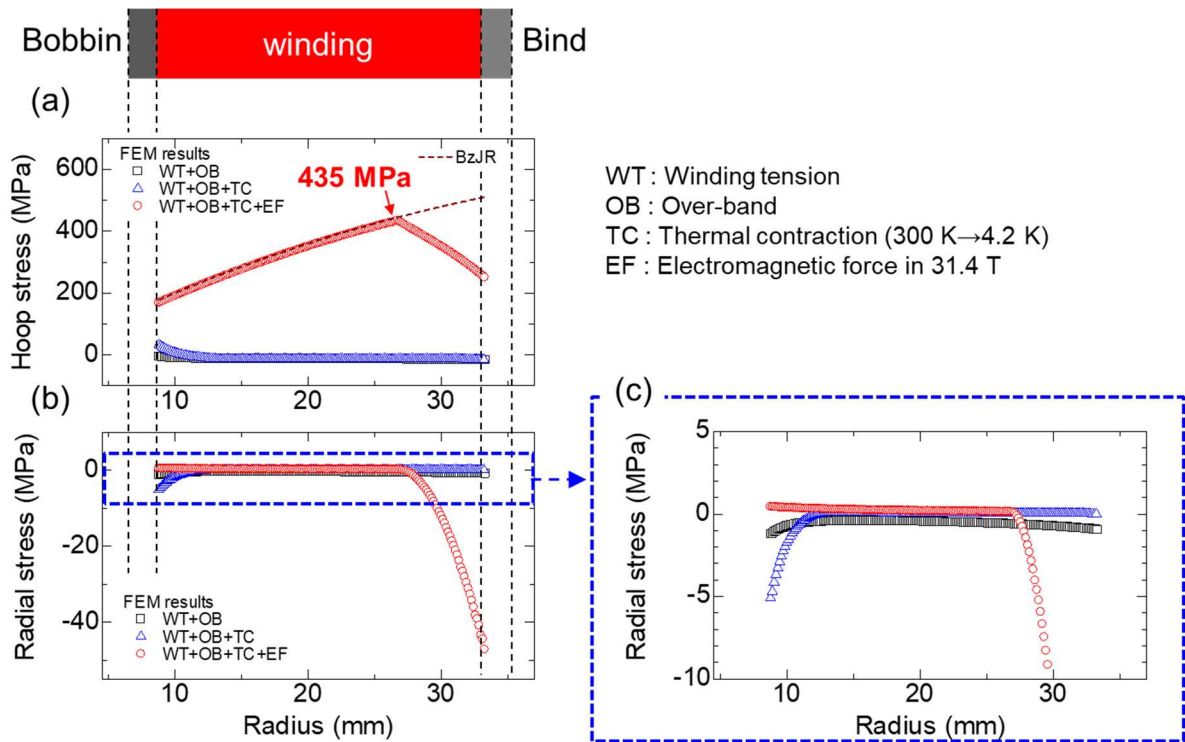 Bobbin
winding
Bind
(a)
FEM results
WT+OB
WT+OB+TC
WT+OB+TC+EF
BzJR
435 MPa
Hoop stress (MPa)
600
400
200
0
10
20
30
WT : Winding tension
OB : Over-band
TC : Thermal contraction (300 K→4.2 K)
EF : Electromagnetic force in 31.4 T
(b)
Radial stress (MPa)
0
-20
-40
FEM results
WT+OB
WT+OB+TC
WT+OB+TC+EF
10
20
30
Radius (mm)
(c)
Radial stress (MPa)
5
0
-5
-10
10
20
30
Radius (mm)